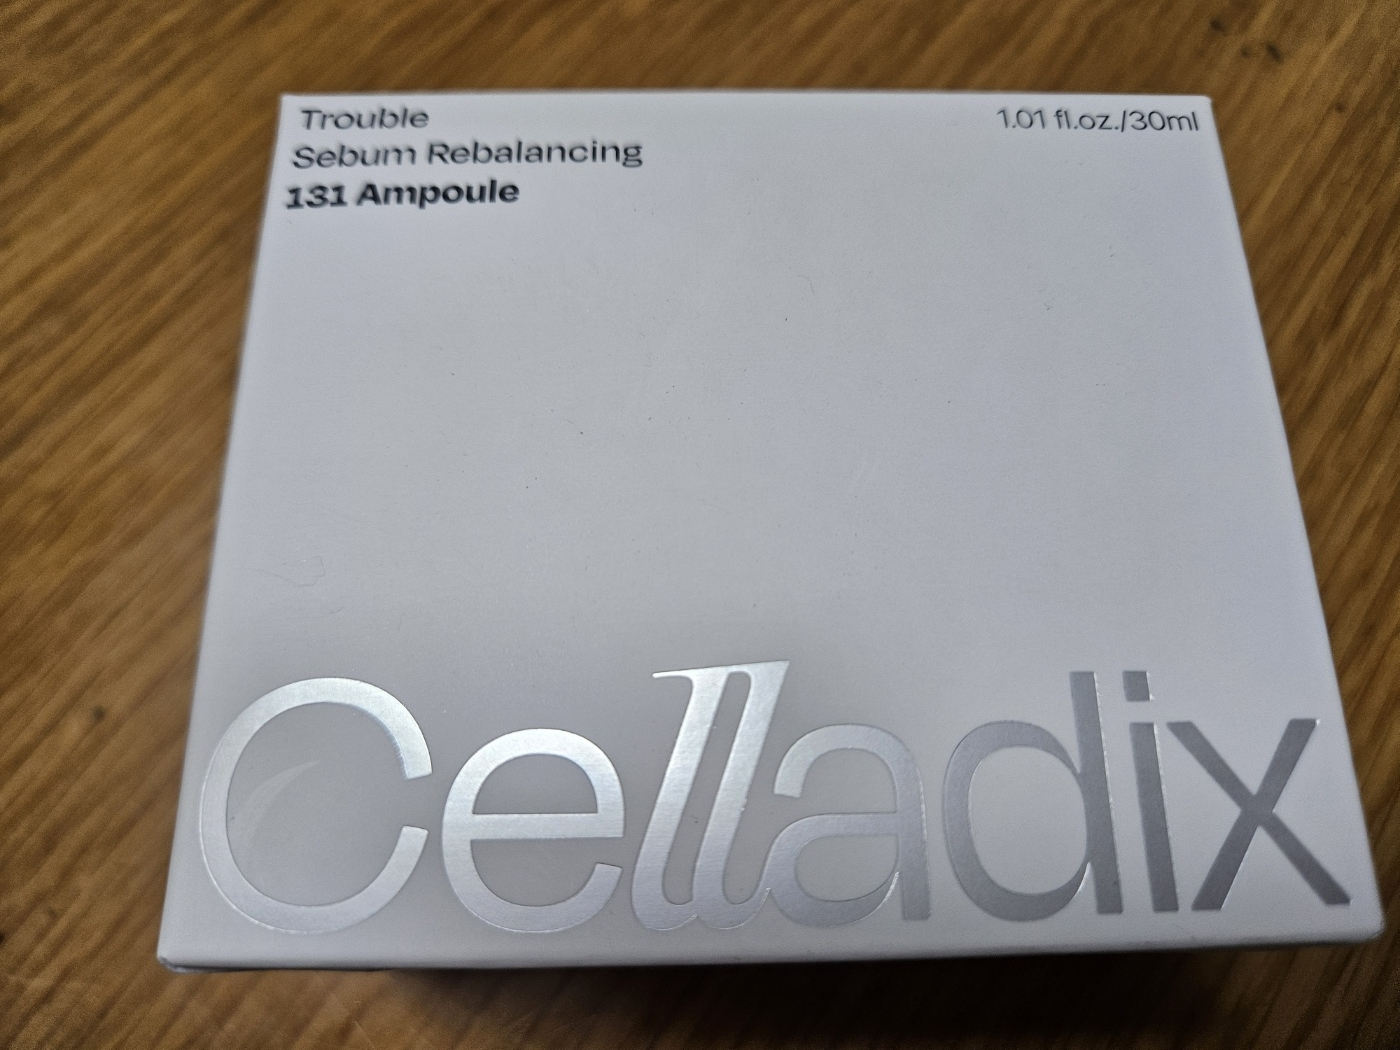 Trouble
Sebum Rebalancing
131 Ampoule
1.01 fl.oz./30ml
Celladix